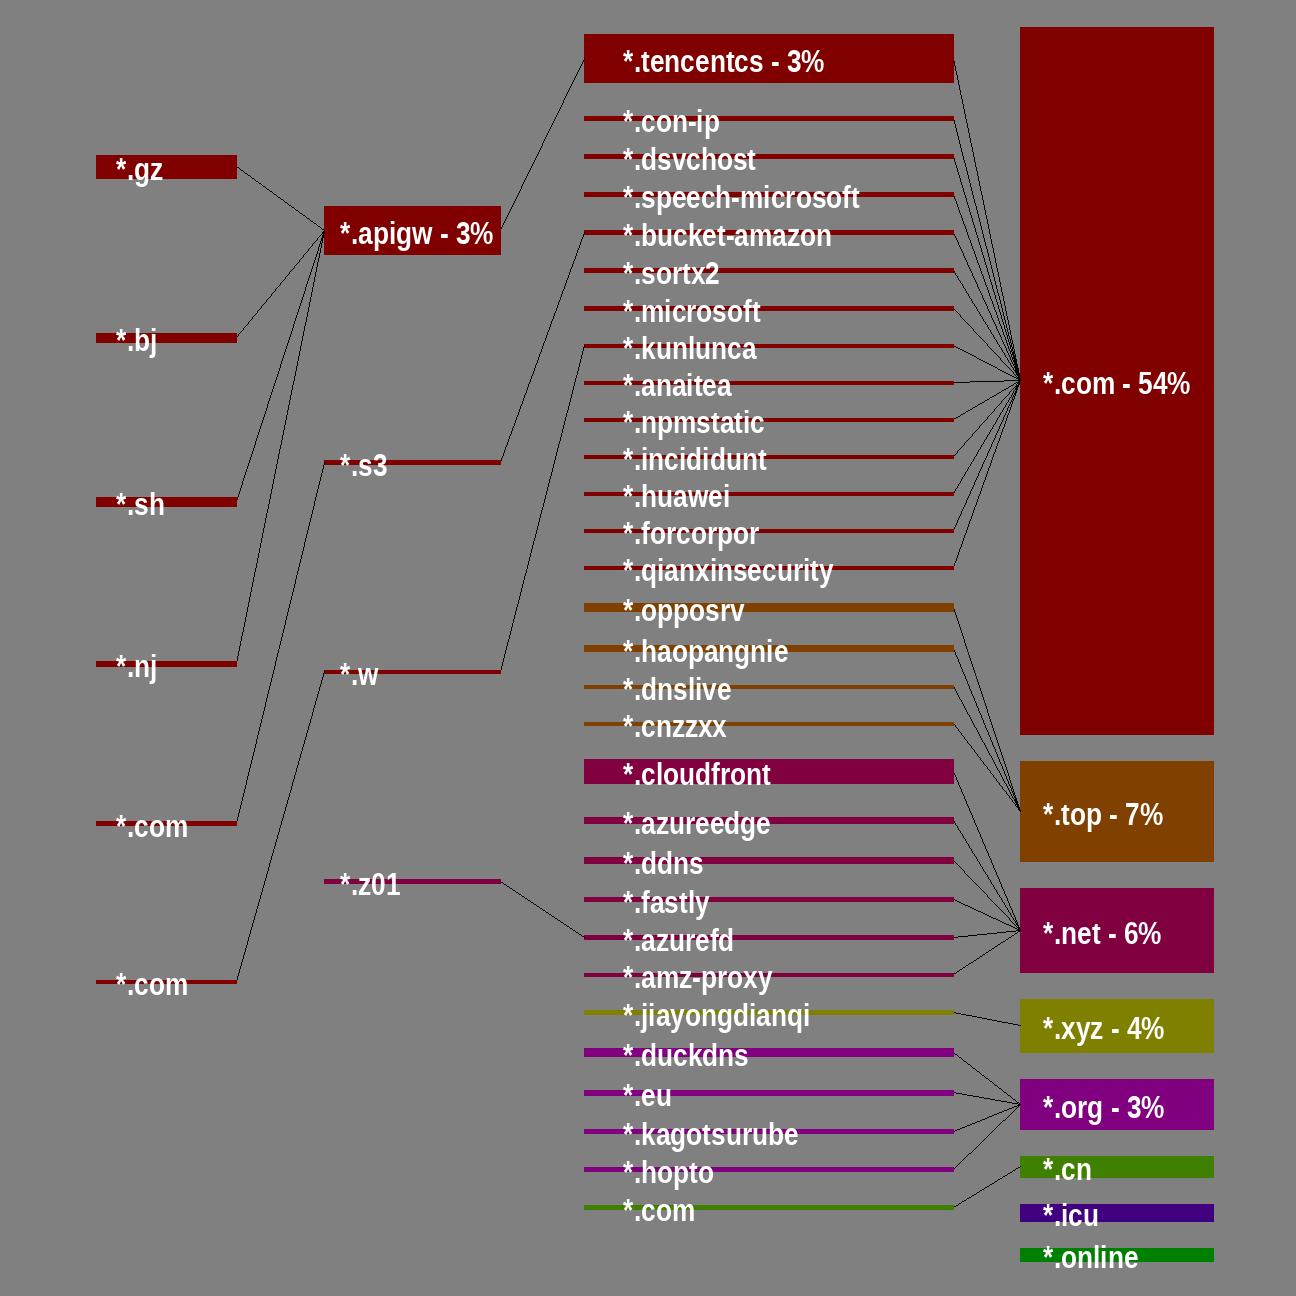 *.gz
*.bj
*.sh
*.nj
*.com
*.com
*.apigw - 3%
*.s3
*.w
*.z01
*.tencentcs - 3%
*.con-ip
*.dsvchost
*.speech-microsoft
*.bucket-amazon
*.sortx2
*.microsoft
*.kunlunca
*.anaitea
*.npmstatic
*.incididunt
*.huawei
*.forcorpor
*.qianxinsecurity
*.opposrv
*.haopangnie
*.dnslive
*.cnzzxx
*.cloudfront
*.azureedge
*.ddns
*.fastly
*.azurefd
*.amz-proxy
*.jiayongdianqi
*.duckdns
*.eu
*.kagotsurube
*.hopto
*.com
*.com - 54%
*.top - 7%
*.net - 6%
*.xyz - 4%
*.org - 3%
*.cn
*.icu
*.online